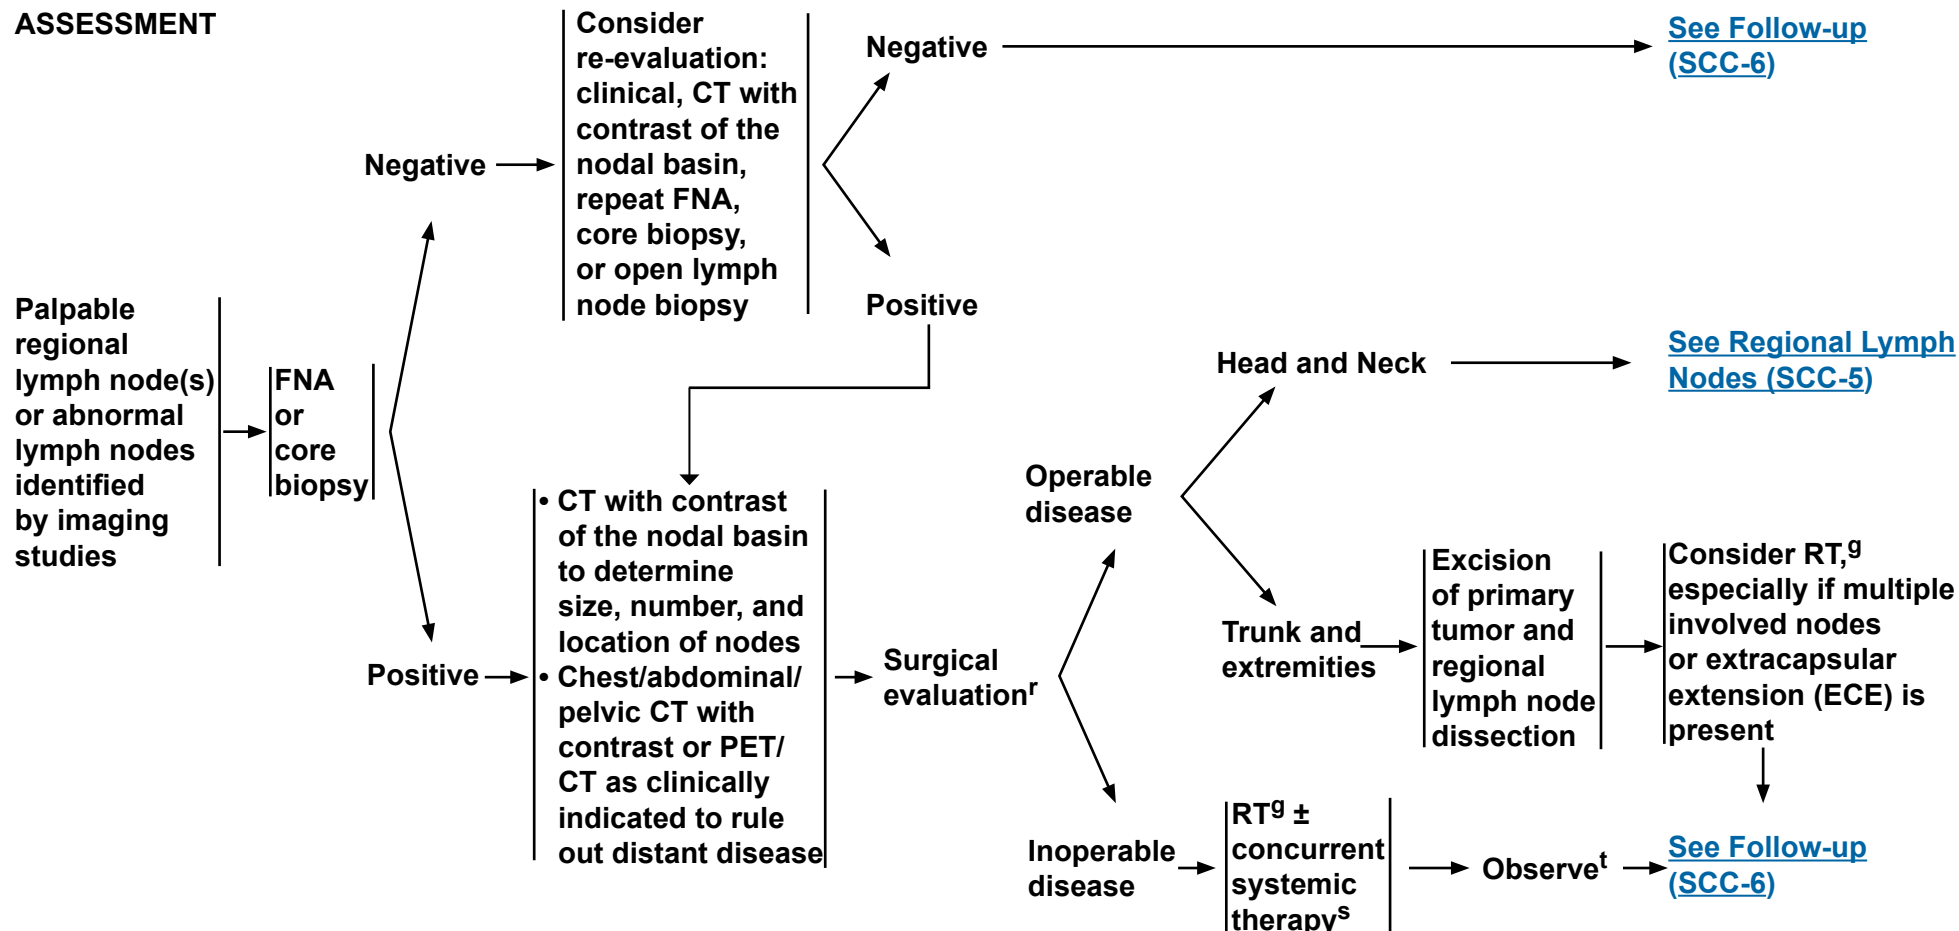 ASSESSMENT
Palpable
regional
lymph node(s)
or abnormal
lymph nodes
identified
by imaging
studies
FNA
or
core
biopsy
Negative
Consider
re-evaluation:
clinical, CT with
contrast of the
nodal basin,
repeat FNA,
core biopsy,
or open lymph
node biopsy
Negative
See Follow-up
(SCC-6)
Positive
Positive
• CT with contrast
of the nodal basin
to determine
size, number, and
location of nodes
• Chest/abdominal/
pelvic CT with
contrast or PET/
CT as clinically
indicated to rule
out distant disease
Surgical
evaluationr
Operable
disease
Head and Neck
See Regional Lymph
Nodes (SCC-5)
Trunk and
extremities
Excision
of primary
tumor and
regional
lymph node
dissection
Consider RT,g
especially if multiple
involved nodes
or extracapsular
extension (ECE) is
present
Inoperable
disease
RTg ±
concurrent
systemic
therapys
Observet
See Follow-up
(SCC-6)